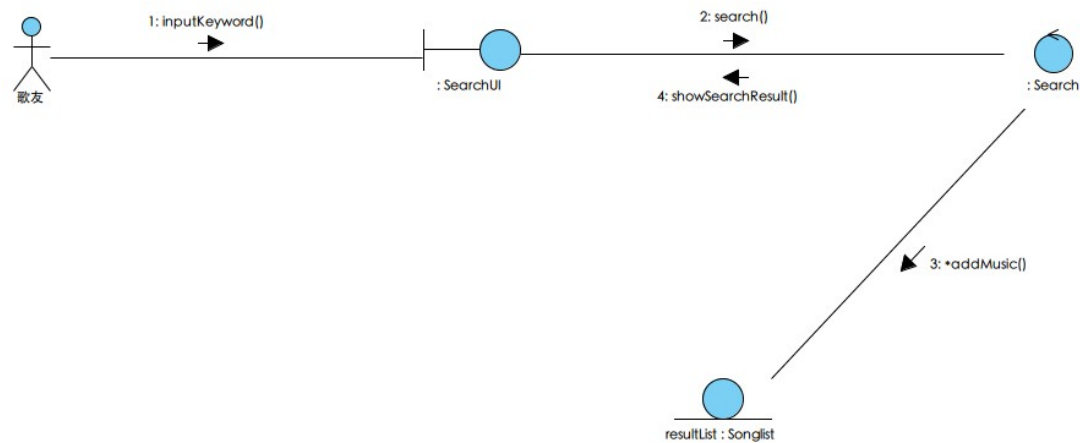 1: inputKeyword()
2: search()
歌友
: SearchUI
: Search
4: showSearchResult()
3: *addMusic()
resultList : Songlist